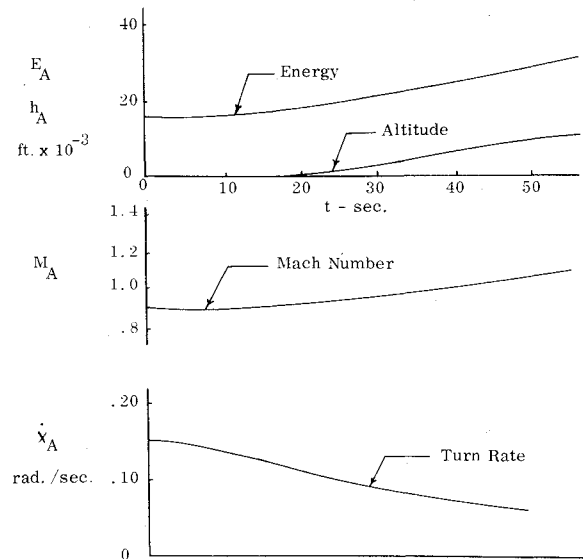 40
E_A
Energy
h_A
20
Altitude
ft. x 10^-3
0
0 10 20 30 40 50
t - sec.
1.4
1.2
M_A
Mach Number
1.0
.8
.20
ẋ_A
Turn Rate
rad./sec.
.10
0